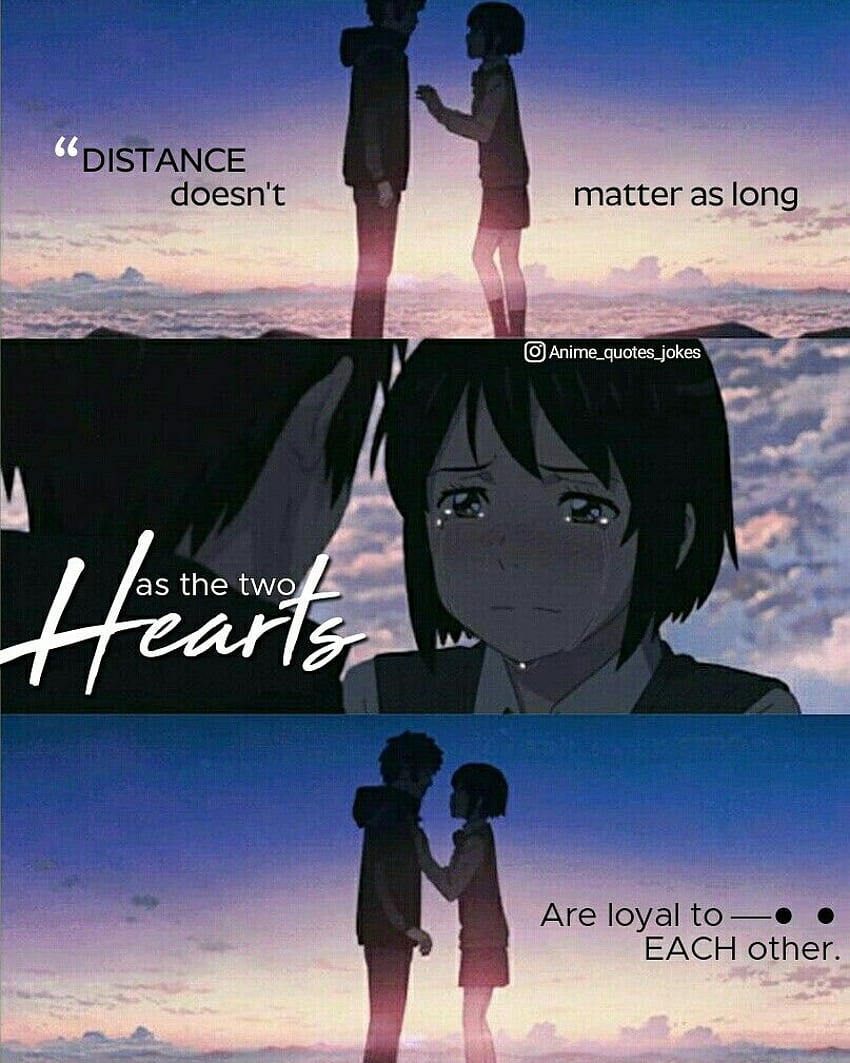 “DISTANCE
doesn't matter as long
Anime_quotes_jokes
as the two
Hearts
Are loyal to —● ●
EACH other.